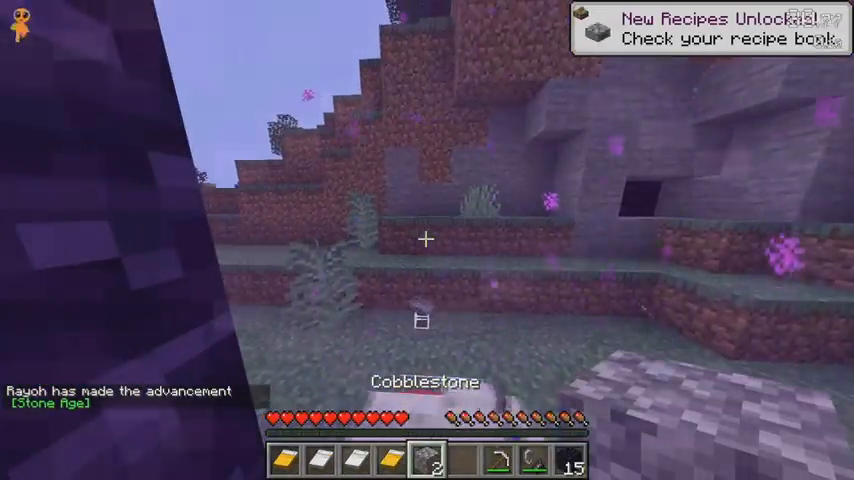 New Recipes Unlocked!
Check your recipe book
Rayoh has made the advancement
[Stone Age]
Cobblestone
2
15